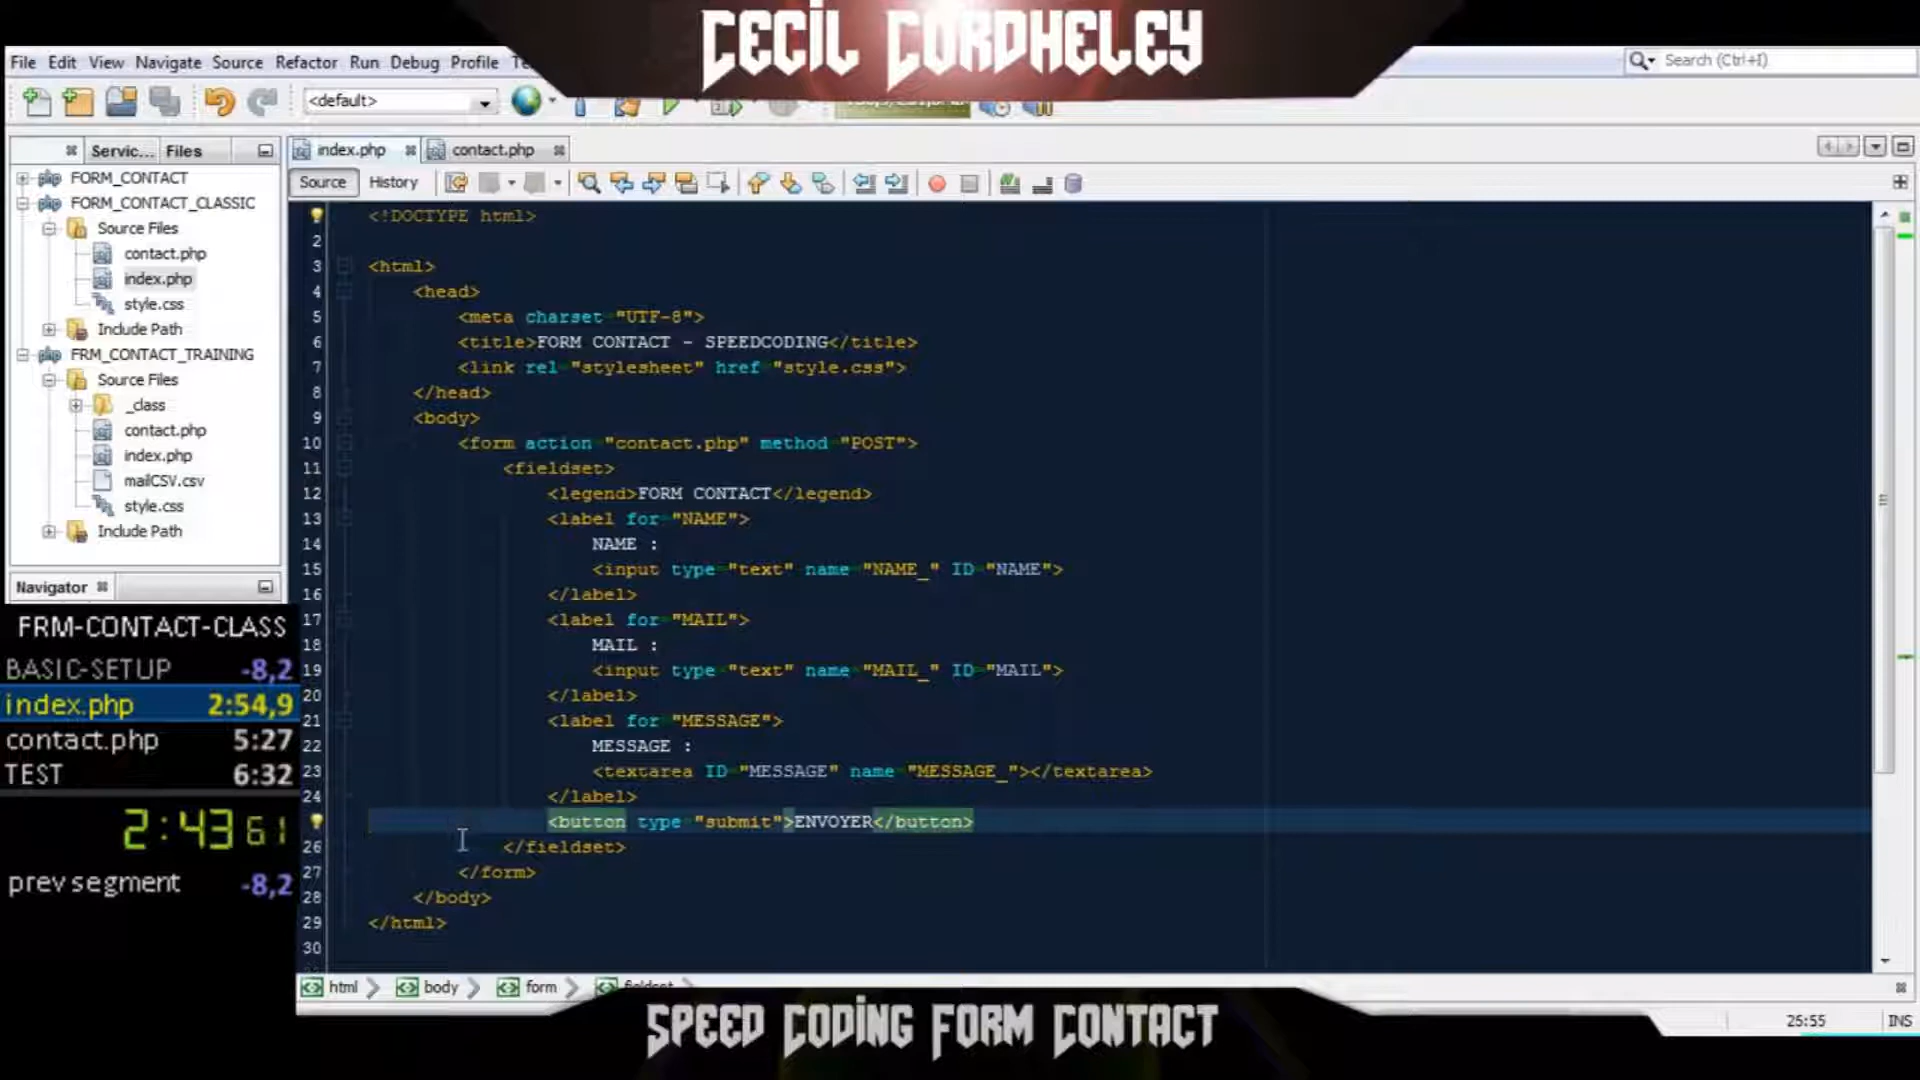 CECIL CORDHELEY
File Edit View Navigate Source Refactor Run Debug Profile
Search (Ctrl+I)
<default>
Servic... Files
index.php contact.php
Source History
FORM_CONTACT
FORM_CONTACT_CLASSIC
Source Files
contact.php
index.php
style.css
Include Path
FRM_CONTACT_TRAINING
Source Files
_class
contact.php
index.php
mailCSV.csv
style.css
Include Path
Navigator
<!DOCTYPE html>
2
3 <html>
4 <head>
5 <meta charset="UTF-8">
6 <title>FORM CONTACT - SPEEDCODING</title>
7 <link rel="stylesheet" href="style.css">
8 </head>
9 <body>
10 <form action="contact.php" method="POST">
11 <fieldset>
12 <legend>FORM CONTACT</legend>
13 <label for="NAME">
14 NAME :
15 <input type="text" name="NAME_" ID="NAME">
16 </label>
17 <label for="MAIL">
18 MAIL :
19 <input type="text" name="MAIL_" ID="MAIL">
20 </label>
21 <label for="MESSAGE">
22 MESSAGE :
23 <textarea ID="MESSAGE" name="MESSAGE_"></textarea>
24 </label>
<button type="submit">ENVOYER</button>
26 </fieldset>
27 </form>
28 </body>
29 </html>
30
FRM-CONTACT-CLASS
BASIC-SETUP -8,2
index.php 2:54,9
contact.php 5:27
TEST 6:32
2:43 61
prev segment -8,2
html body form fieldset
SPEED CODING FORM CONTACT
25:55 INS